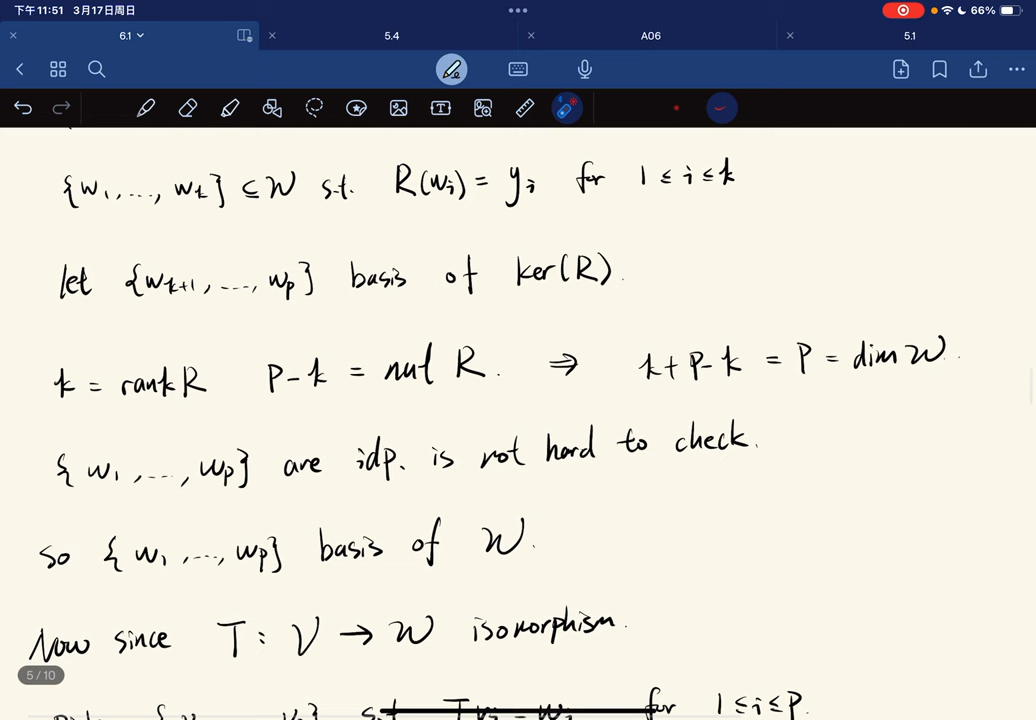 下午11:51 3月17日周日
66%
6.1
5.4
A06
5.1
{w₁, ..., wₖ} ⊆ W s.t. R(wᵢ) = yᵢ for 1 ≤ i ≤ k
let {wₖ₊₁, ..., wₚ} basis of ker(R).
k = rank R P-k = nul R. ⇒ k+P-k = P = dim W.
{w₁, ..., wₚ} are idp. is not hard to check.
so {w₁, ..., wₚ} basis of W.
Now since T: V → W isomorphism.
5 / 10
s.t. Tvᵢ = wᵢ for 1 ≤ i ≤ p.